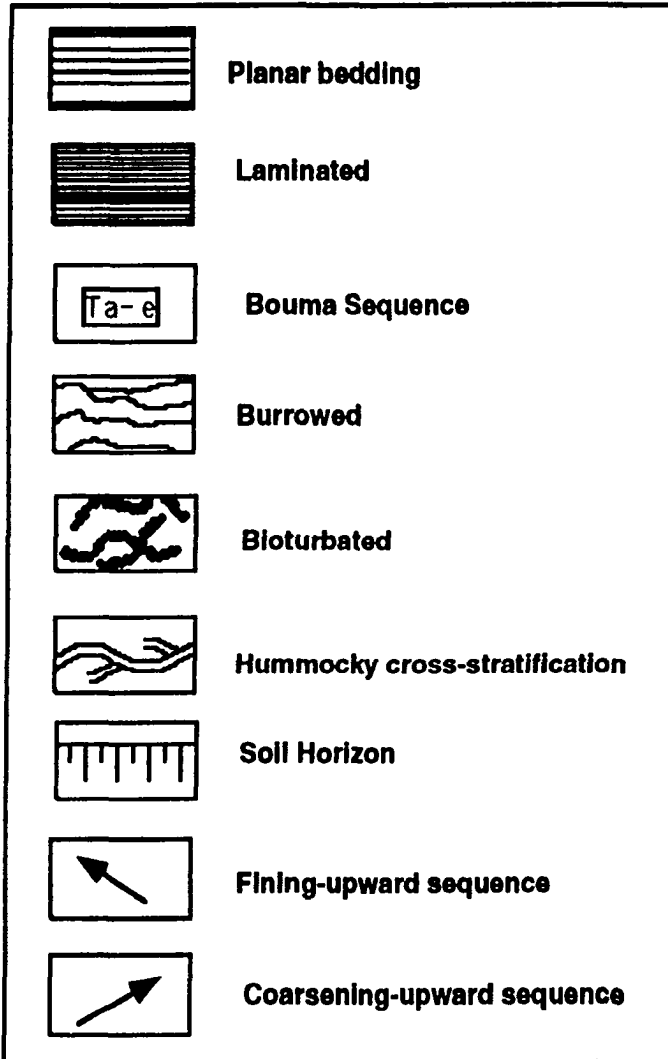 Planar bedding
Laminated
Ta-e
Bouma Sequence
Burrowed
Bioturbated
Hummocky cross-stratification
Soil Horizon
Fining-upward sequence
Coarsening-upward sequence